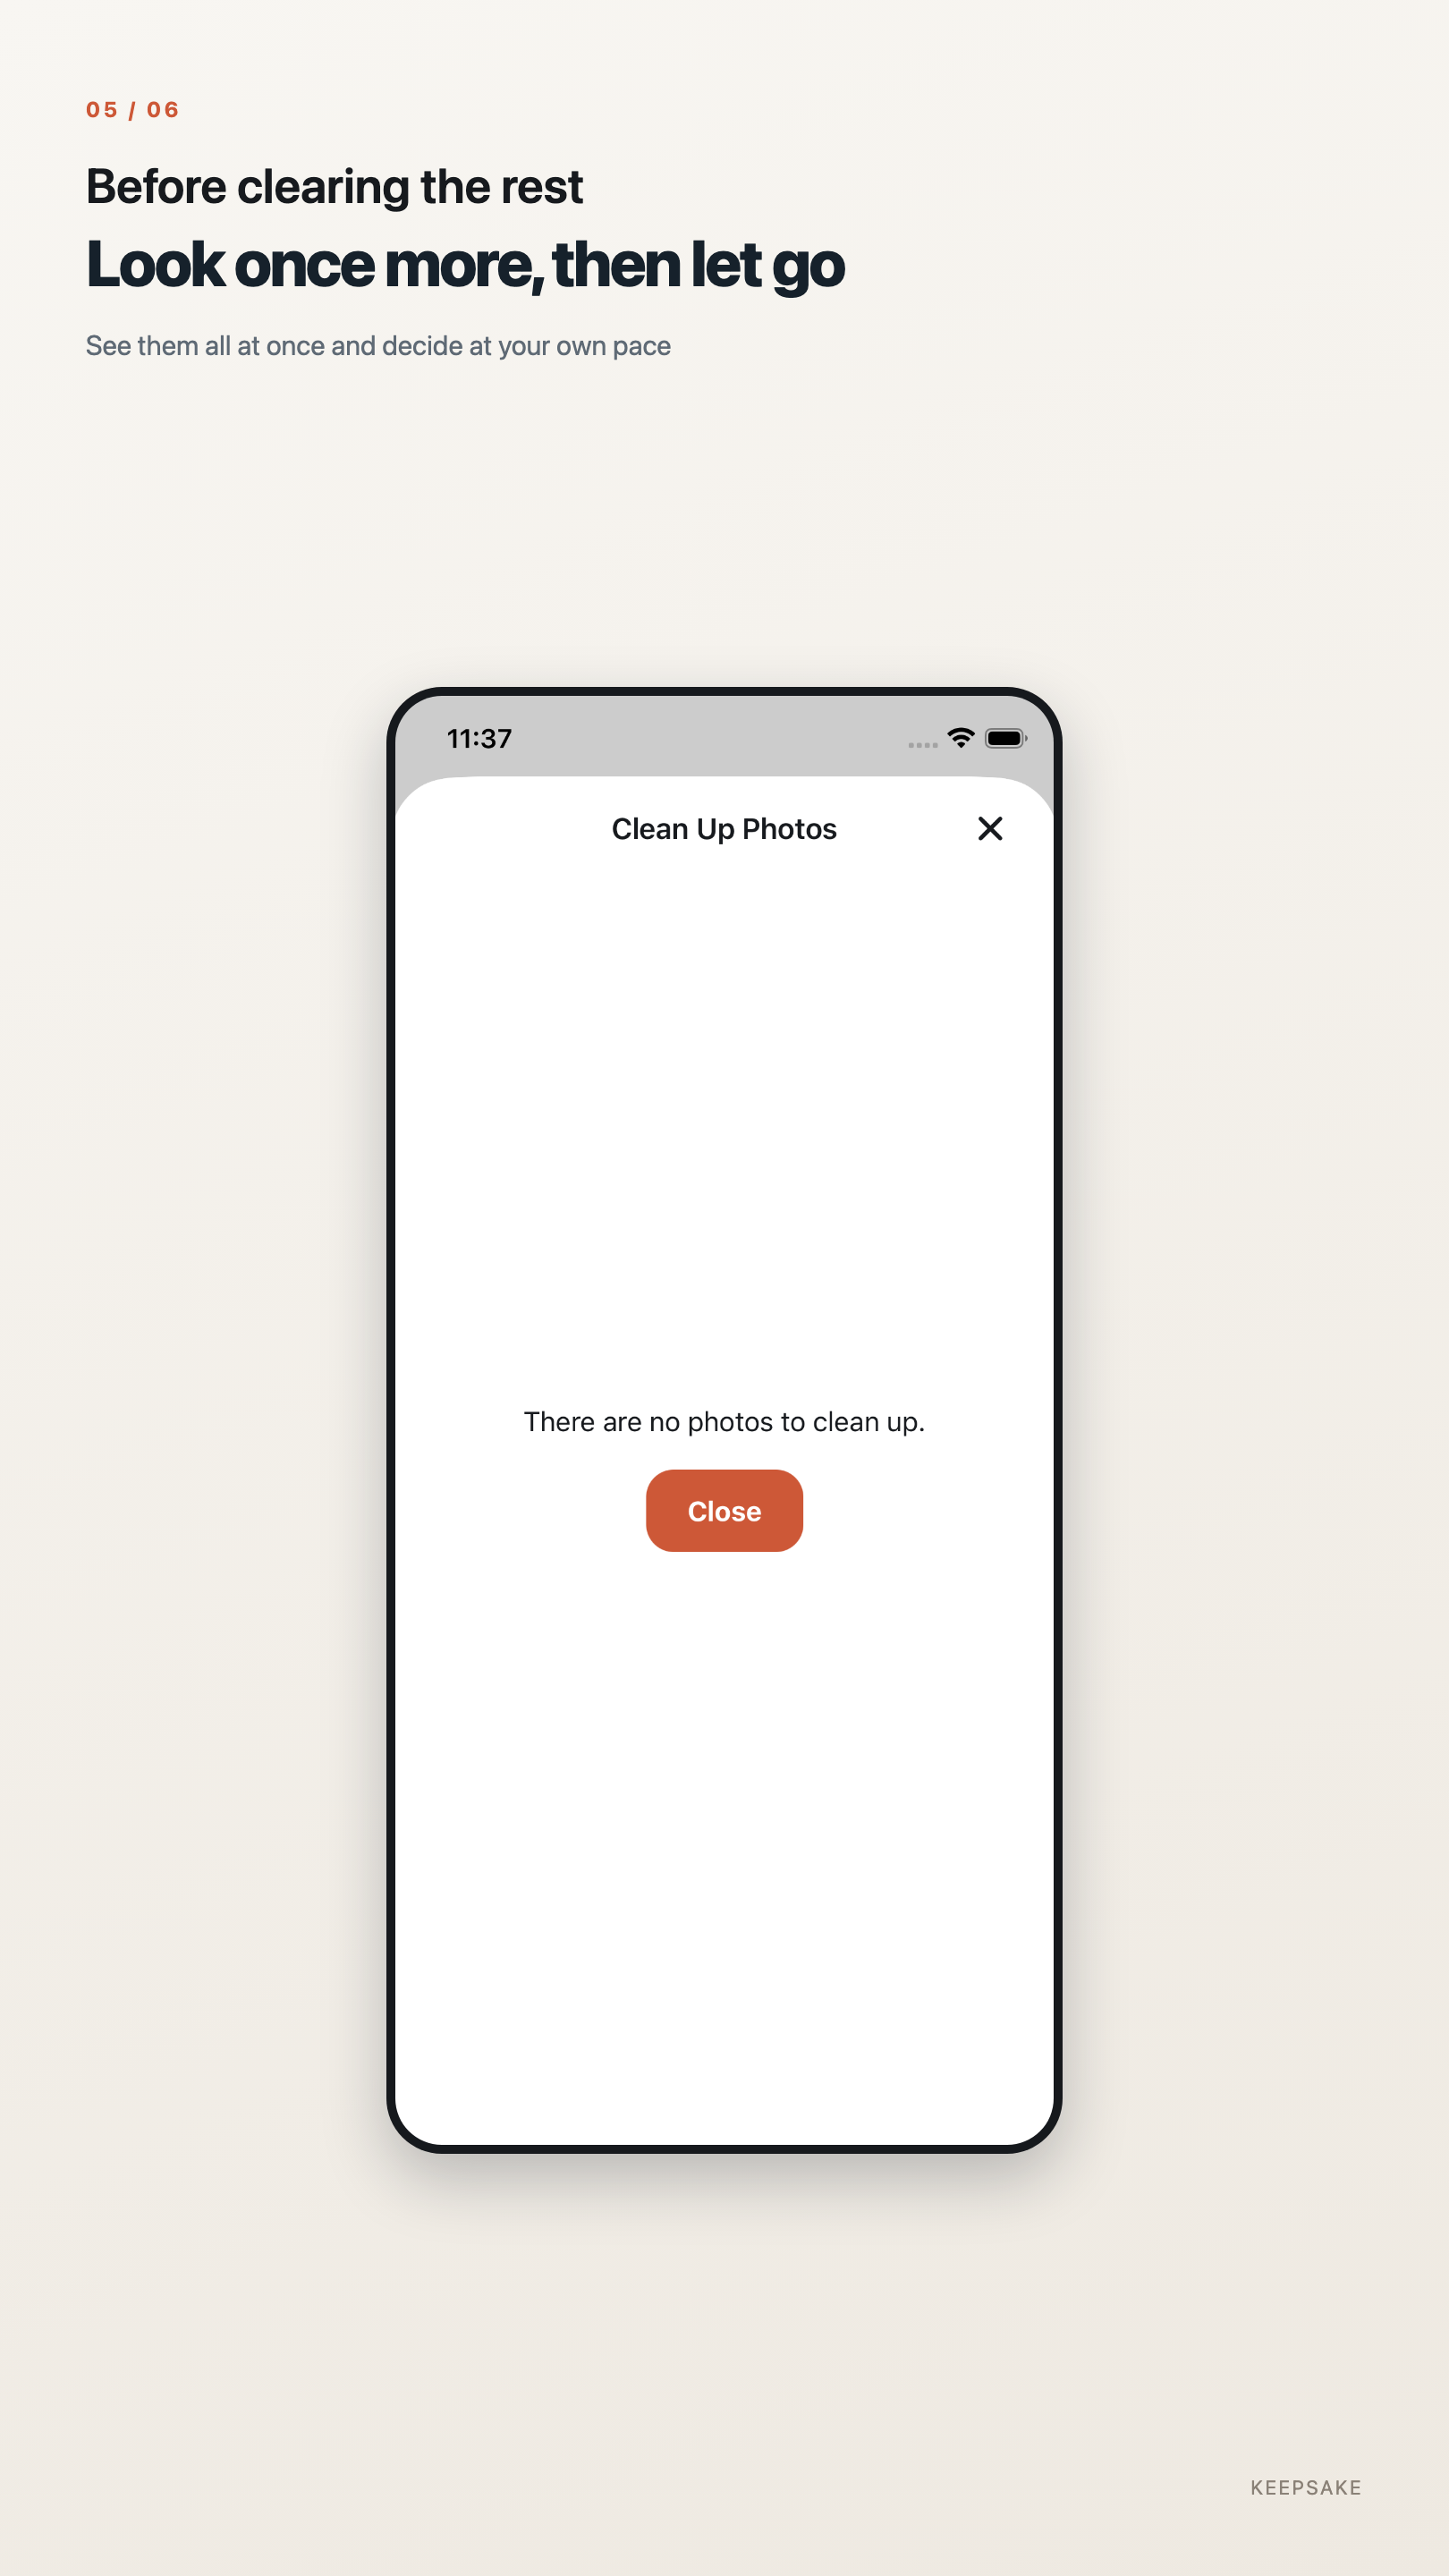 05 / 06
Before clearing the rest
Look once more, then let go
See them all at once and decide at your own pace
11:37
Clean Up Photos
There are no photos to clean up.
Close
KEEPSAKE